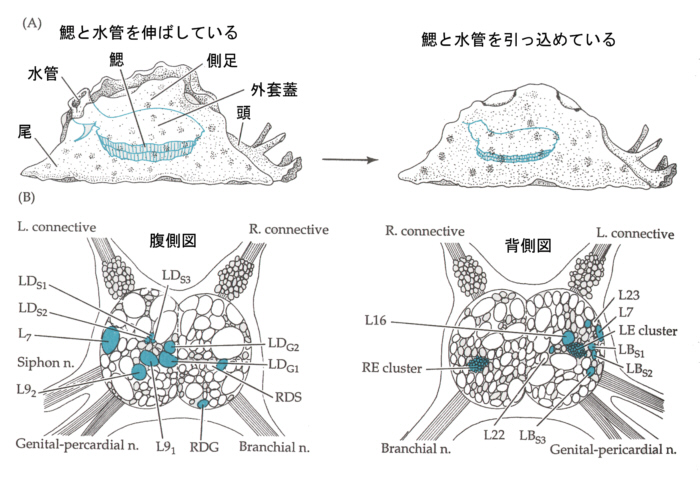 (A)
鰓と水管を伸ばしている
鰓と水管を引っ込めている
水管
鰓
側足
外套蓋
頭
尾
(B)
L. connective
腹側図
R. connective
LDS3
LDS1
LDS2
L7
Siphon n.
L92
LDG2
LDG1
RDS
Genital-percardial n.
L91
RDG
Branchial n.
R. connective
背側図
L. connective
L16
RE cluster
L23
L7
LE cluster
LBS1
LBS2
Branchial n.
L22
LBS3
Genital-pericardial n.